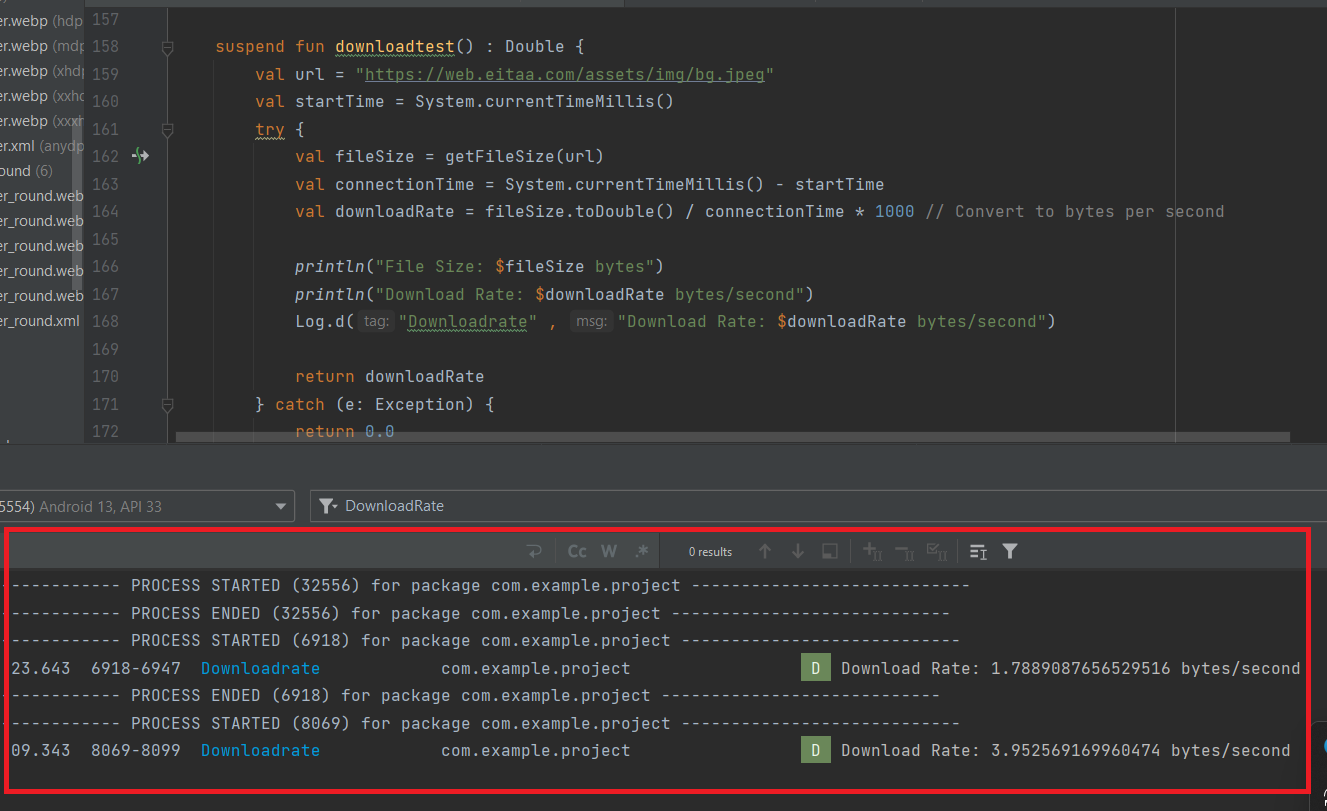 er.webp (hdp
er.webp (mdp
er.webp (xhdp
er.webp (xxhd
er.webp (xxxh
er.xml (anydp
ound (6)
er_round.web
er_round.web
er_round.web
er_round.web
er_round.web
er_round.xml
157
158 suspend fun downloadtest() : Double {
159 val url = "https://web.eitaa.com/assets/img/bg.jpeg"
160 val startTime = System.currentTimeMillis()
161 try {
162 val fileSize = getFileSize(url)
163 val connectionTime = System.currentTimeMillis() - startTime
164 val downloadRate = fileSize.toDouble() / connectionTime * 1000 // Convert to bytes per second
165
166 println("File Size: $fileSize bytes")
167 println("Download Rate: $downloadRate bytes/second")
168 Log.d( tag: "Downloadrate" , msg: "Download Rate: $downloadRate bytes/second")
169
170 return downloadRate
171 } catch (e: Exception) {
172 return 0.0
5554) Android 13, API 33 DownloadRate
Cc W .* 0 results
------------ PROCESS STARTED (32556) for package com.example.project ----------------------------
------------ PROCESS ENDED (32556) for package com.example.project ----------------------------
------------ PROCESS STARTED (6918) for package com.example.project ----------------------------
23.643 6918-6947 Downloadrate com.example.project D Download Rate: 1.7889087656529516 bytes/second
------------ PROCESS ENDED (6918) for package com.example.project ----------------------------
------------ PROCESS STARTED (8069) for package com.example.project ----------------------------
09.343 8069-8099 Downloadrate com.example.project D Download Rate: 3.952569169960474 bytes/second